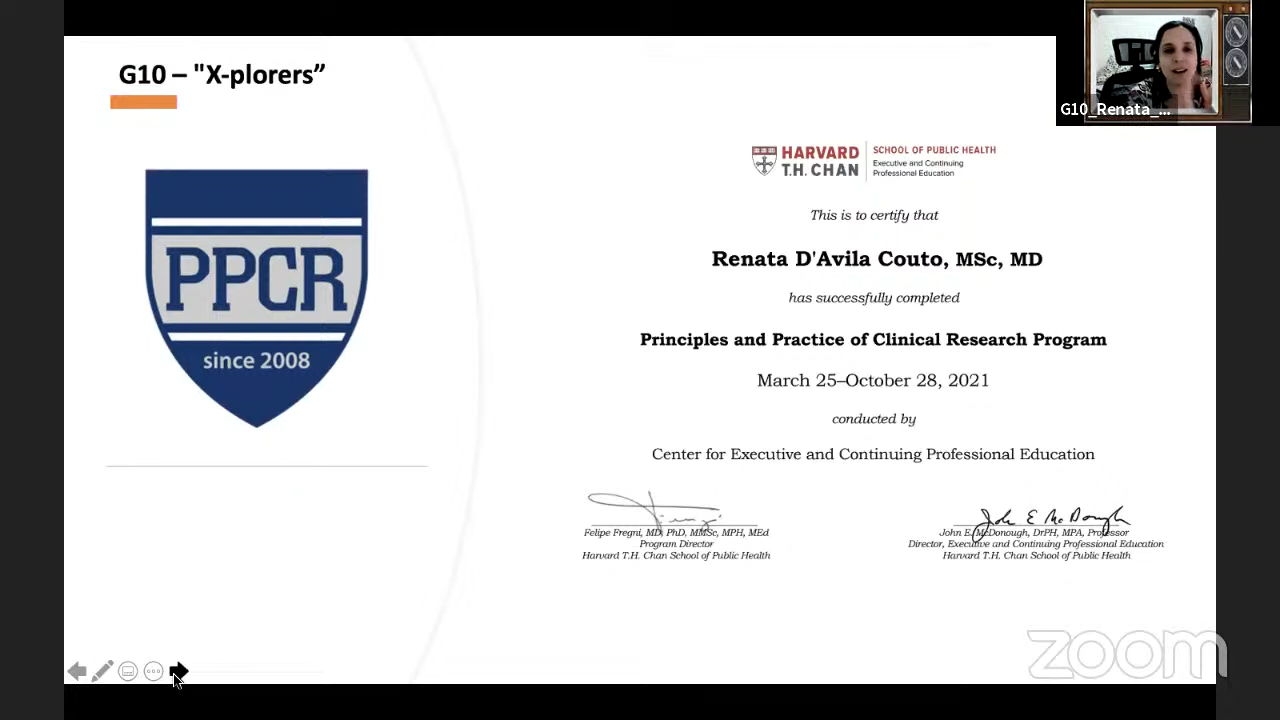 G10 – "X-plorers”
G10_Renata_...
PPCR
since 2008
HARVARD
T.H. CHAN
SCHOOL OF PUBLIC HEALTH
Executive and Continuing
Professional Education
This is to certify that
Renata D'Avila Couto, MSc, MD
has successfully completed
Principles and Practice of Clinical Research Program
March 25–October 28, 2021
conducted by
Center for Executive and Continuing Professional Education
Felipe Fregni, MD, PhD, MMSc, MPH, MEd
Program Director
Harvard T.H. Chan School of Public Health
John E McDonough
John E. McDonough, DrPH, MPA, Professor
Director, Executive and Continuing Professional Education
Harvard T.H. Chan School of Public Health
zoom